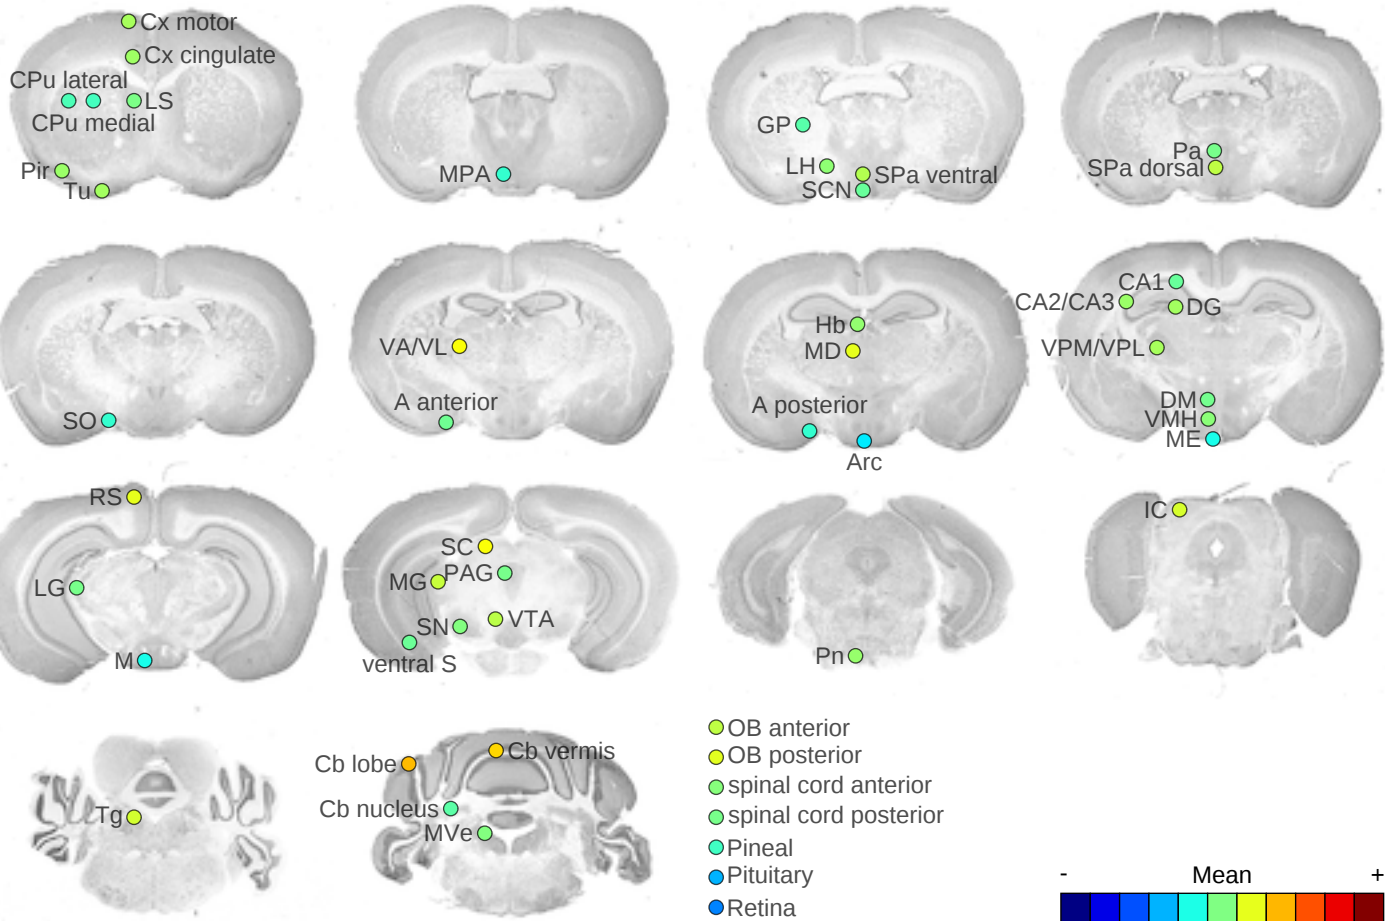 Cx motor
Cx cingulate
CPu lateral
LS
CPu medial
Pir
Tu
MPA
GP
LH
SPa ventral
SCN
Pa
SPa dorsal
SO
VA/VL
A anterior
Hb
MD
A posterior
Arc
CA1
CA2/CA3
DG
VPM/VPL
DM
VMH
ME
RS
LG
M
SC
MG
PAG
SN
VTA
ventral S
Pn
IC
Tg
Cb lobe
Cb vermis
Cb nucleus
MVe
OB anterior
OB posterior
spinal cord anterior
spinal cord posterior
Pineal
Pituitary
Retina
- Mean +